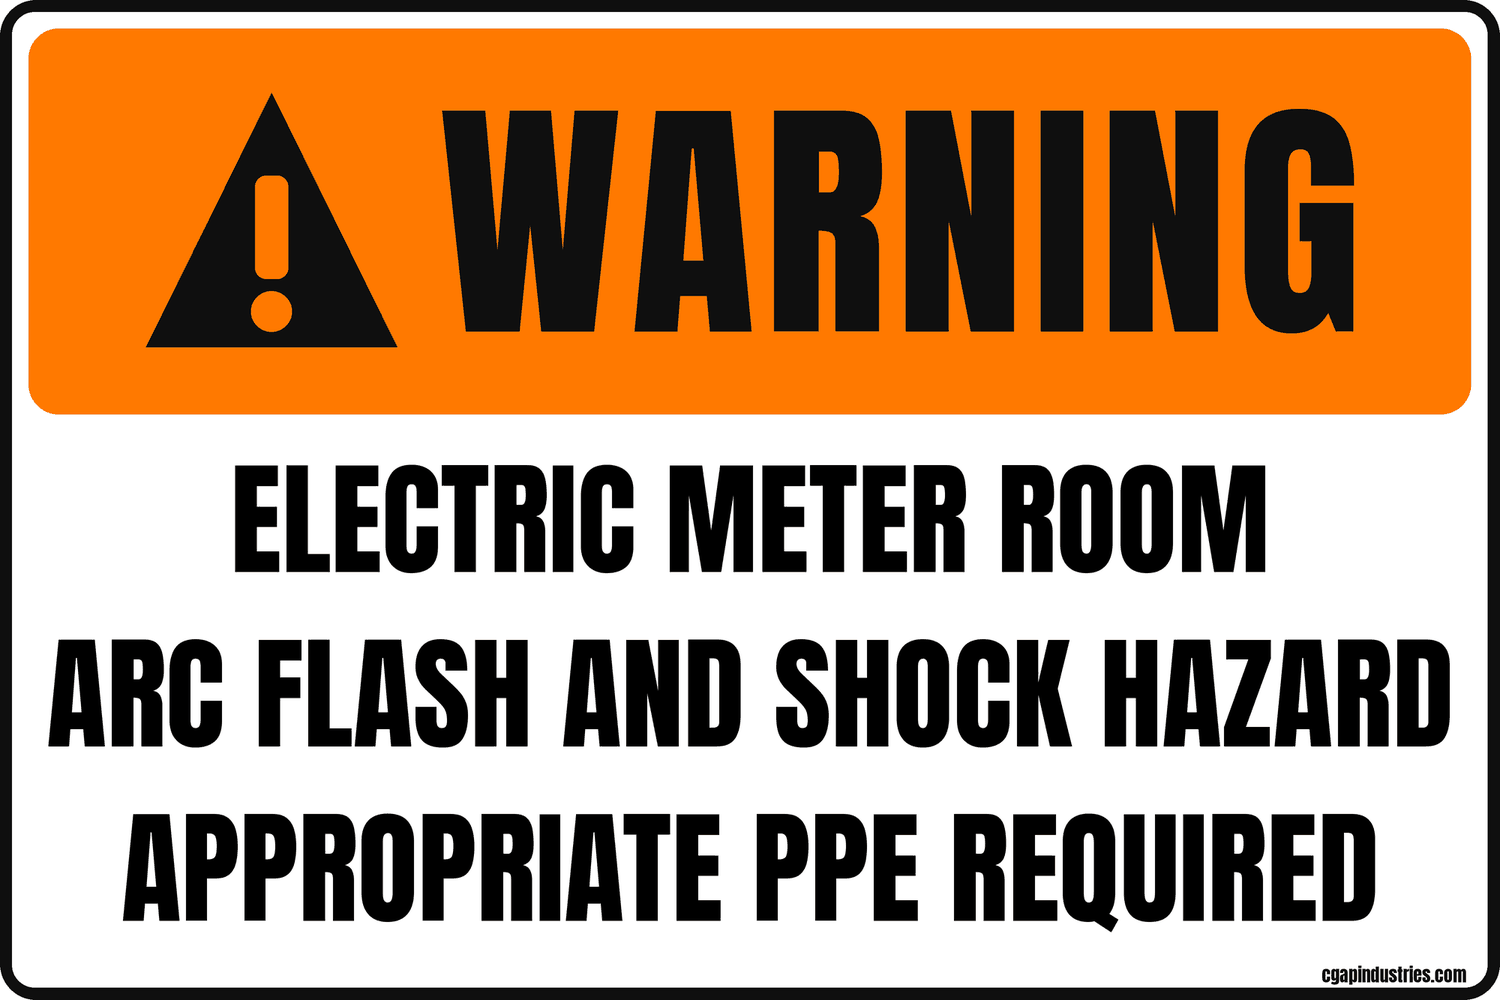 WARNING
ELECTRIC METER ROOM
ARC FLASH AND SHOCK HAZARD
APPROPRIATE PPE REQUIRED
cgapindustries.com